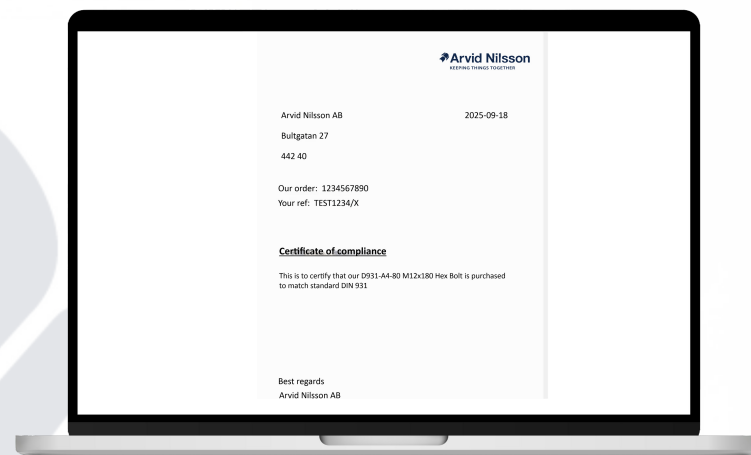 Arvid Nilsson
KEEPING THINGS TOGETHER
Arvid Nilsson AB 2025-09-18
Bultgatan 27
442 40
Our order: 1234567890
Your ref: TEST1234/X
Certificate of compliance
This is to certify that our D931-A4-80 M12x180 Hex Bolt is purchased
to match standard DIN 931
Best regards
Arvid Nilsson AB